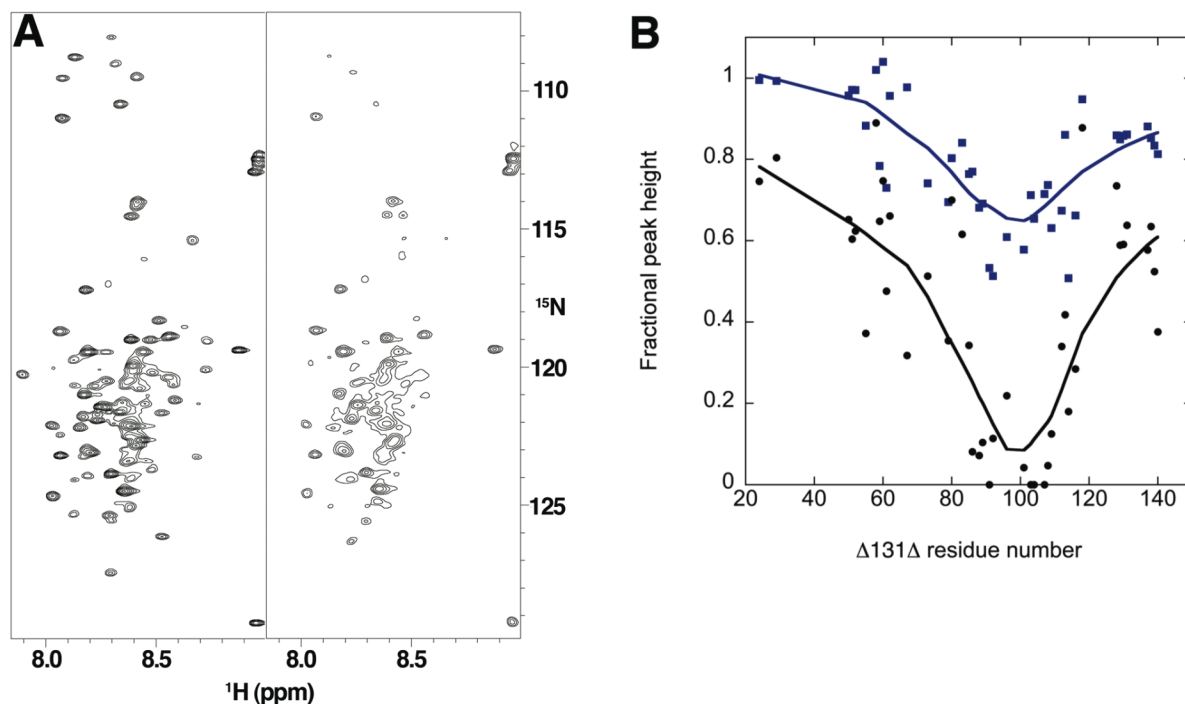 A
110
115
15N
120
125
8.0 8.5 8.0 8.5
1H (ppm)
B
1
0.8
0.6
0.4
0.2
0
20 40 60 80 100 120 140
Fractional peak height
Δ131Δ residue number